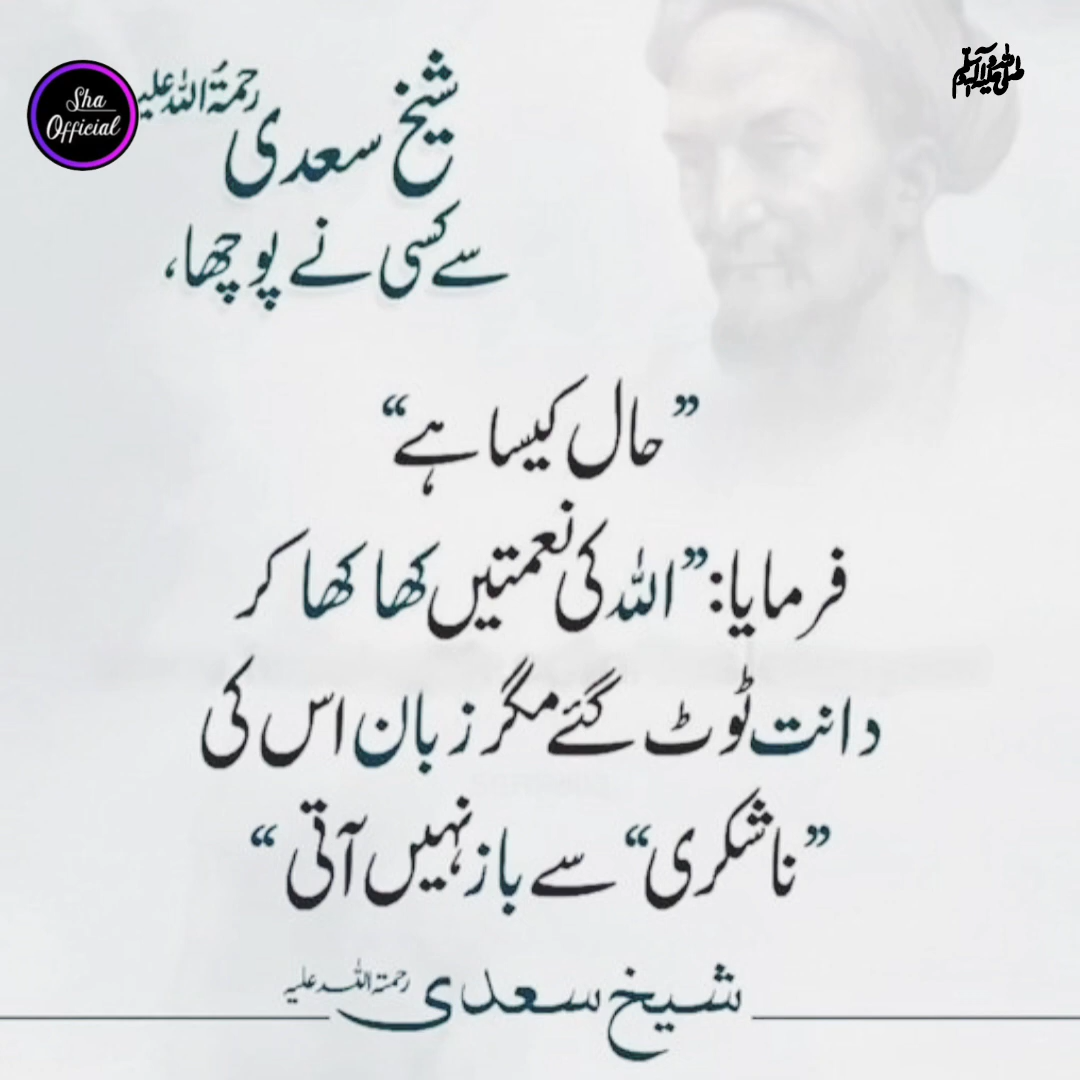 شیخ سعدی رحمۃ اللہ علیہ
سے کسی نے پوچھا،
”حال کیسا ہے“
فرمایا: ”اللہ کی نعمتیں کھا کھا کر
دانت ٹوٹ گئے مگر زبان اس کی
”ناشکری“ سے باز نہیں آتی“
شیخ سعدی رحمتہ اللہ علیہ
Sha
Official